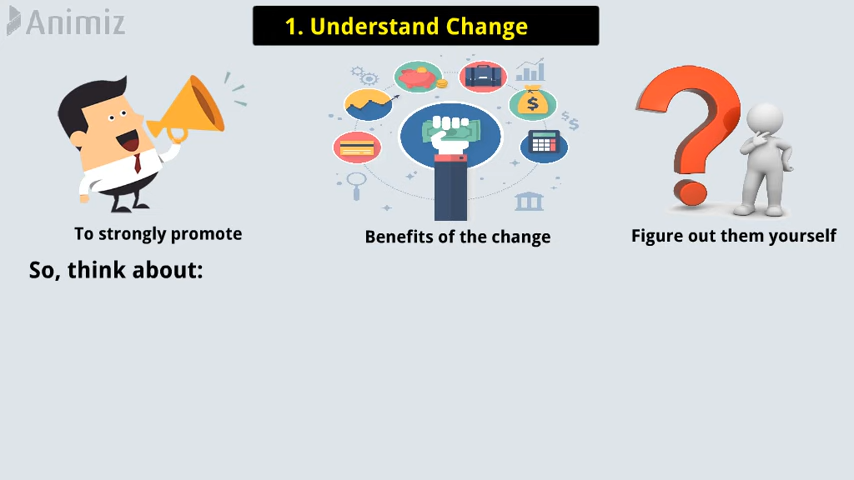 Animiz
1. Understand Change
To strongly promote
Benefits of the change
Figure out them yourself
So, think about: